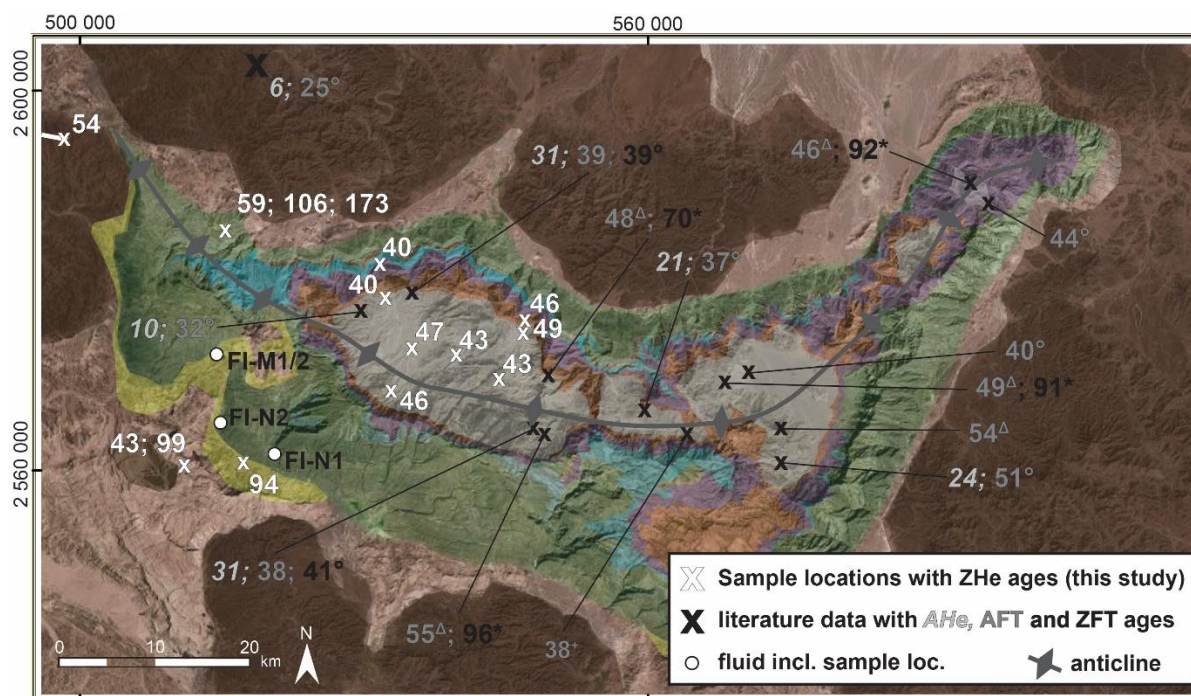 500 000
560 000
2 600 000
2 560 000
6; 25°
54
31; 39, 39°
46Δ; 92*
59; 106; 173
48Δ; 70*
44°
40
21; 37°
40
10; 32°
46
49
47
43
43
40°
FI-M1/2
49Δ; 91*
46
FI-N2
54Δ
43; 99
FI-N1
94
24; 51°
31; 38; 41°
55Δ; 96*
38+
0 10 20
km
N
Sample locations with ZHe ages (this study)
literature data with AHe, AFT and ZFT ages
fluid incl. sample loc.
anticline